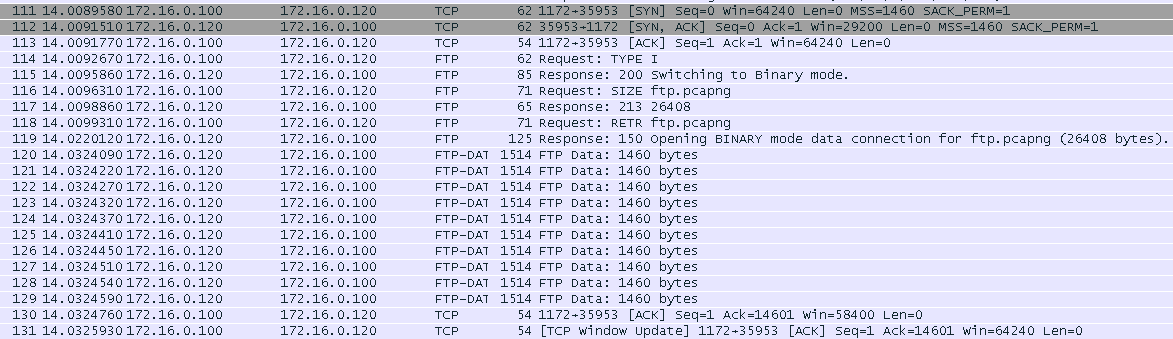 111 14.0089580 172.16.0.100 172.16.0.120 TCP 62 1172→35953 [SYN] Seq=0 Win=64240 Len=0 MSS=1460 SACK_PERM=1
112 14.0091510 172.16.0.120 172.16.0.100 TCP 62 35953→1172 [SYN, ACK] Seq=0 Ack=1 Win=29200 Len=0 MSS=1460 SACK_PERM=1
113 14.0091770 172.16.0.100 172.16.0.120 TCP 54 1172→35953 [ACK] Seq=1 Ack=1 Win=64240 Len=0
114 14.0092670 172.16.0.100 172.16.0.120 FTP 62 Request: TYPE I
115 14.0095860 172.16.0.120 172.16.0.100 FTP 85 Response: 200 Switching to Binary mode.
116 14.0096310 172.16.0.100 172.16.0.120 FTP 71 Request: SIZE ftp.pcapng
117 14.0098860 172.16.0.120 172.16.0.100 FTP 65 Response: 213 26408
118 14.0099310 172.16.0.100 172.16.0.120 FTP 71 Request: RETR ftp.pcapng
119 14.0220120 172.16.0.120 172.16.0.100 FTP 125 Response: 150 Opening BINARY mode data connection for ftp.pcapng (26408 bytes).
120 14.0324090 172.16.0.120 172.16.0.100 FTP-DAT 1514 FTP Data: 1460 bytes
121 14.0324220 172.16.0.120 172.16.0.100 FTP-DAT 1514 FTP Data: 1460 bytes
122 14.0324270 172.16.0.120 172.16.0.100 FTP-DAT 1514 FTP Data: 1460 bytes
123 14.0324320 172.16.0.120 172.16.0.100 FTP-DAT 1514 FTP Data: 1460 bytes
124 14.0324370 172.16.0.120 172.16.0.100 FTP-DAT 1514 FTP Data: 1460 bytes
125 14.0324410 172.16.0.120 172.16.0.100 FTP-DAT 1514 FTP Data: 1460 bytes
126 14.0324450 172.16.0.120 172.16.0.100 FTP-DAT 1514 FTP Data: 1460 bytes
127 14.0324510 172.16.0.120 172.16.0.100 FTP-DAT 1514 FTP Data: 1460 bytes
128 14.0324540 172.16.0.120 172.16.0.100 FTP-DAT 1514 FTP Data: 1460 bytes
129 14.0324590 172.16.0.120 172.16.0.100 FTP-DAT 1514 FTP Data: 1460 bytes
130 14.0324760 172.16.0.100 172.16.0.120 TCP 54 1172→35953 [ACK] Seq=1 Ack=14601 Win=58400 Len=0
131 14.0325930 172.16.0.100 172.16.0.120 TCP 54 [TCP Window Update] 1172→35953 [ACK] Seq=1 Ack=14601 Win=64240 Len=0